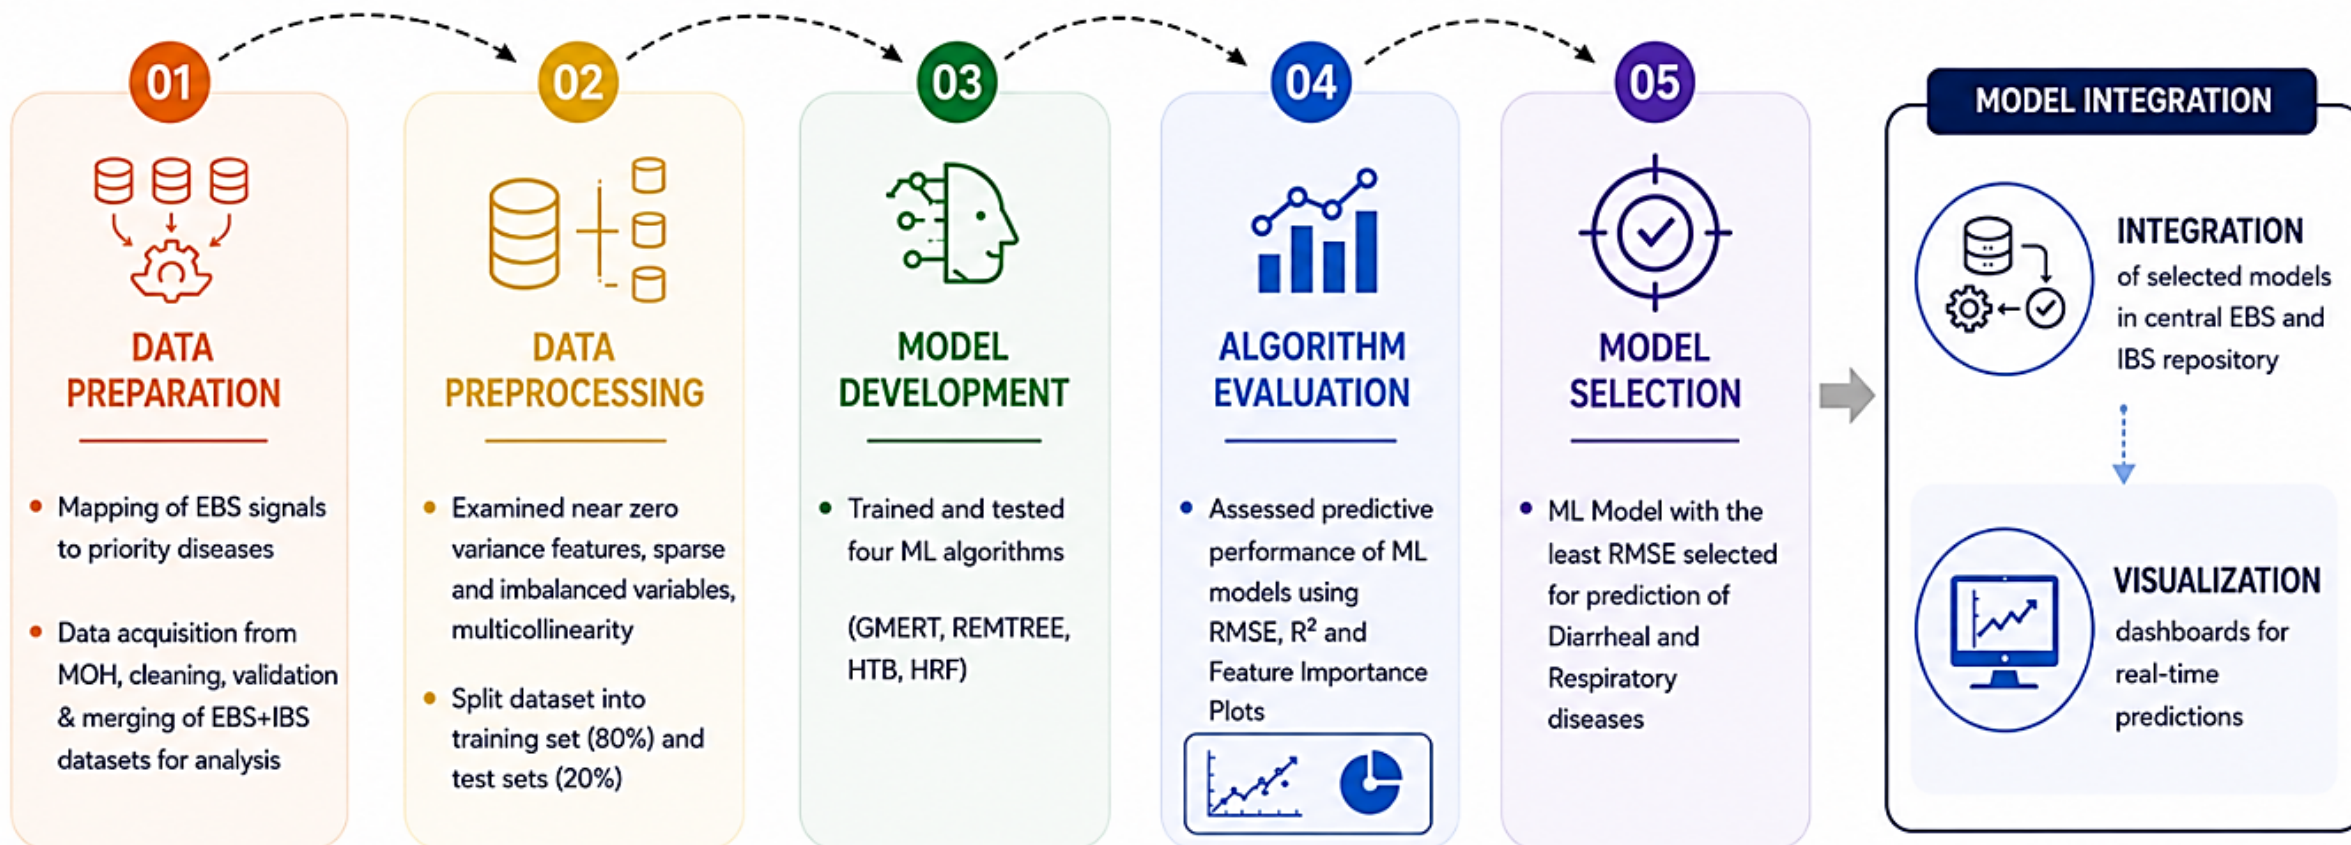 01
DATA
PREPARATION
• Mapping of EBS signals
to priority diseases
• Data acquisition from
MOH, cleaning, validation
& merging of EBS+IBS
datasets for analysis
02
DATA
PREPROCESSING
• Examined near zero
variance features, sparse
and imbalanced variables,
multicollinearity
• Split dataset into
training set (80%) and
test sets (20%)
03
MODEL
DEVELOPMENT
• Trained and tested
four ML algorithms
(GMERT, REMTREE,
HTB, HRF)
04
ALGORITHM
EVALUATION
• Assessed predictive
performance of ML
models using
RMSE, R² and
Feature Importance
Plots
05
MODEL
SELECTION
• ML Model with the
least RMSE selected
for prediction of
Diarrheal and
Respiratory
diseases
MODEL INTEGRATION
INTEGRATION
of selected models
in central EBS and
IBS repository
VISUALIZATION
dashboards for
real-time
predictions